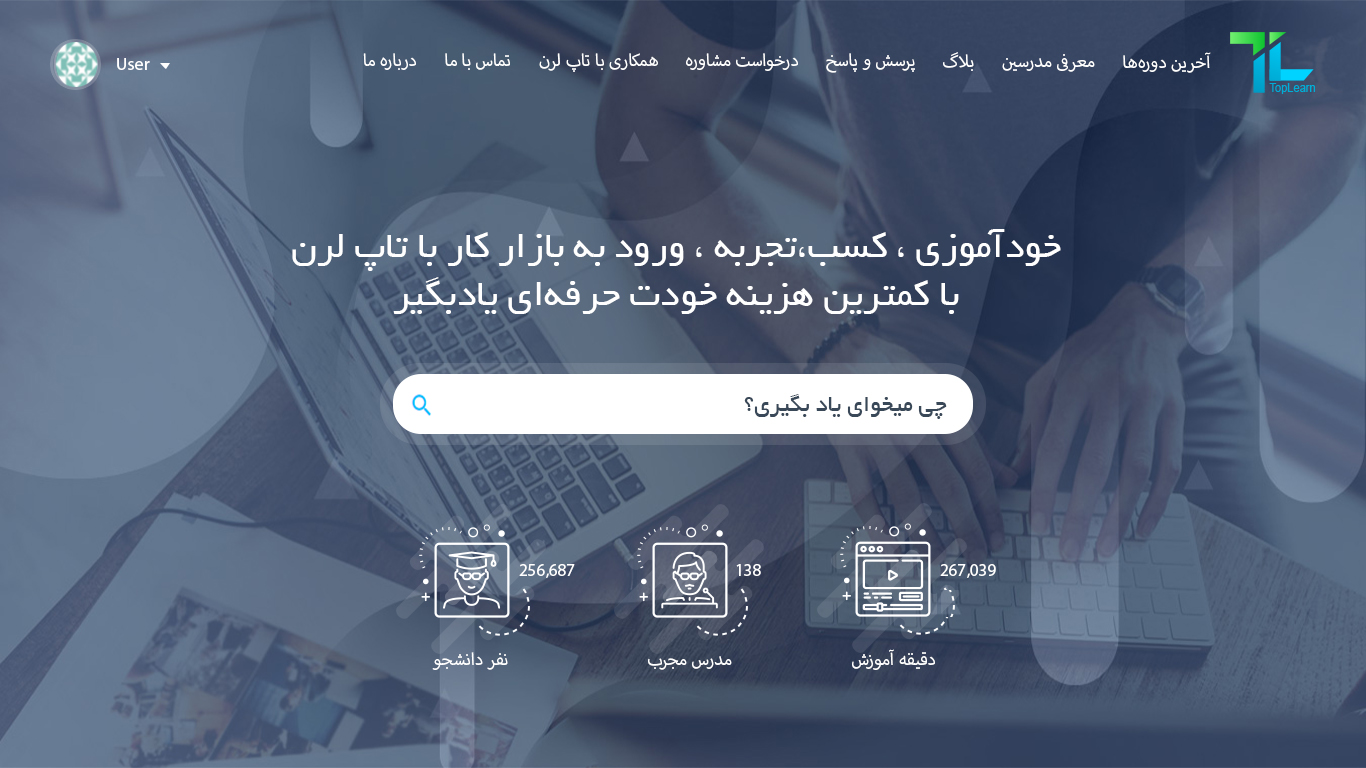 TopLearn
آخرین دوره‌ها
معرفی مدرسین
بلاگ
پرسش و پاسخ
درخواست مشاوره
همکاری با تاپ لرن
تماس با ما
درباره ما
User
خودآموزی ، کسب،تجربه ، ورود به بازار کار با تاپ لرن
با کمترین هزینه خودت حرفه‌ای یادبگیر
چی میخوای یاد بگیری؟
267,039
دقیقه آموزش
138
مدرس مجرب
256,687
نفر دانشجو